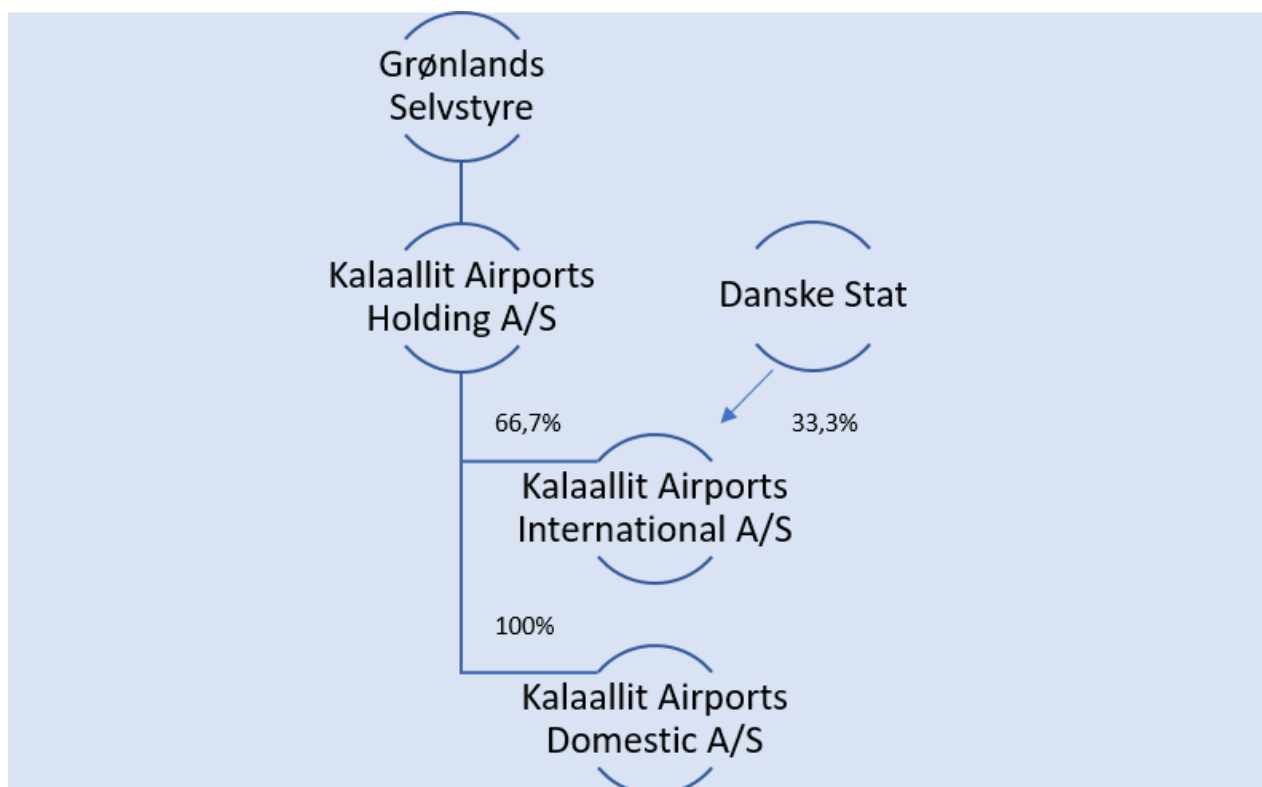 Grønlands
Selvstyre
Kalaallit Airports
Holding A/S
Danske Stat
66,7%
33,3%
Kalaallit Airports
International A/S
100%
Kalaallit Airports
Domestic A/S